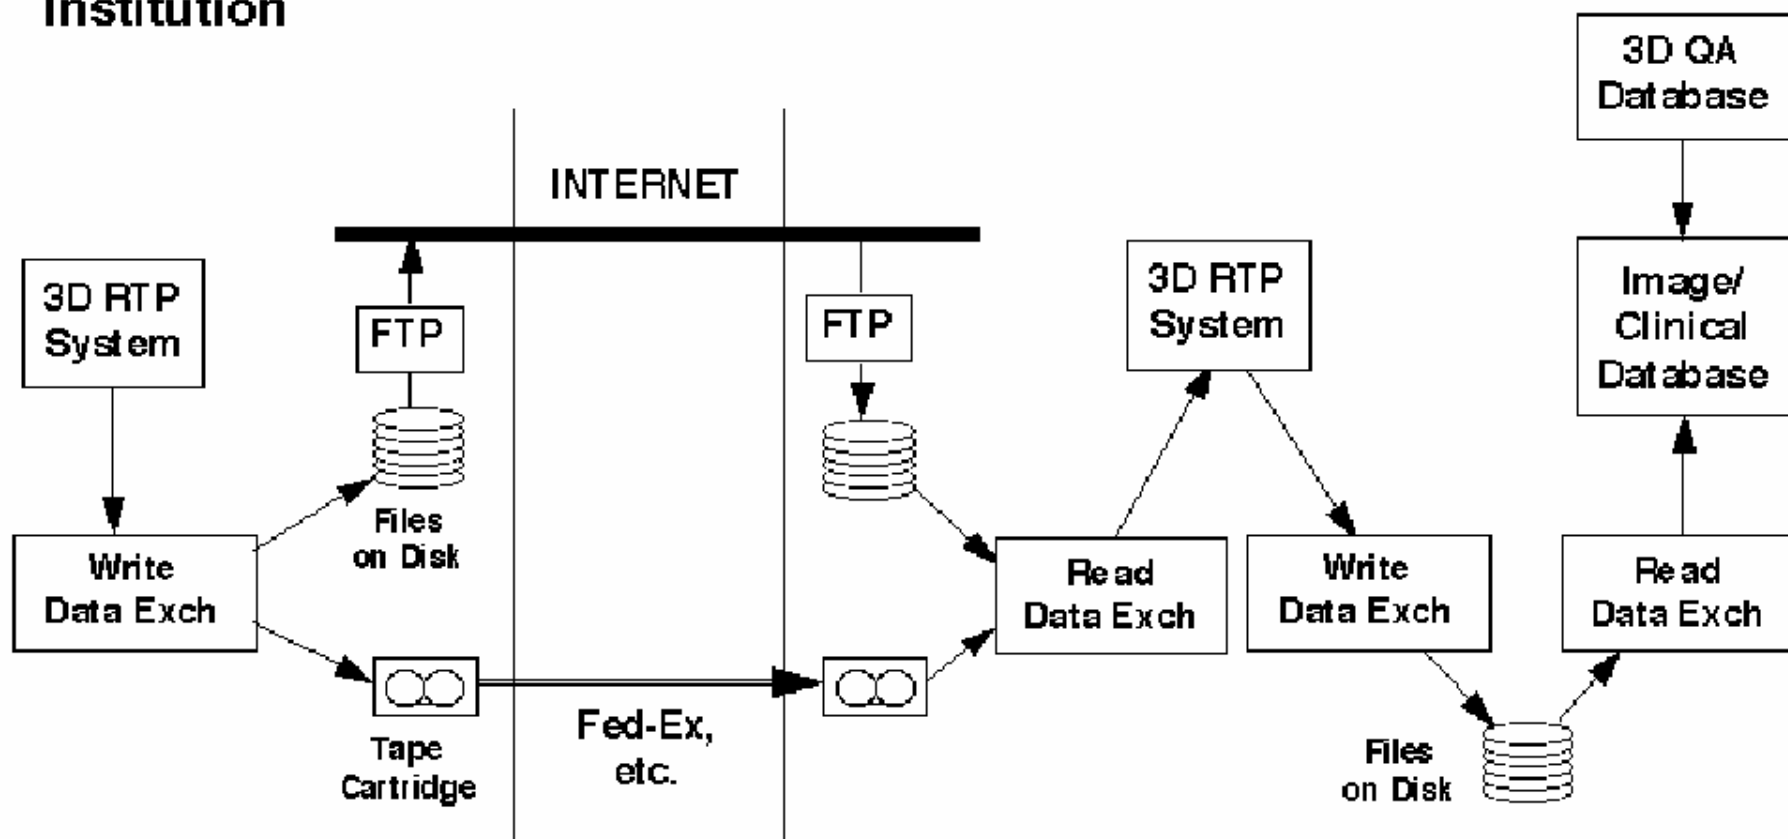 Institution
3D QA
Database
INTERNET
3D RTP
System
FTP
FTP
3D RTP
System
Image/
Clinical
Database
Files
on Disk
Write
Data Exch
Read
Data Exch
Write
Data Exch
Read
Data Exch
Tape
Cartridge
Fed-Ex,
etc.
Files
on Disk